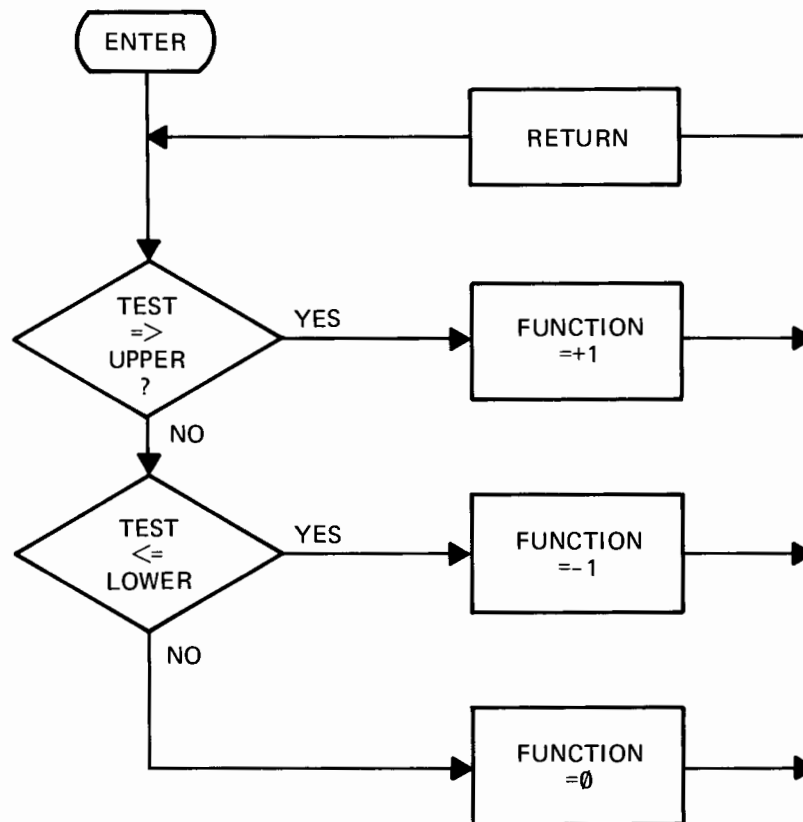 ENTER
RETURN
TEST
=>
UPPER
?
YES
FUNCTION
=+1
NO
TEST
<=
LOWER
YES
FUNCTION
=-1
NO
FUNCTION
=Ø